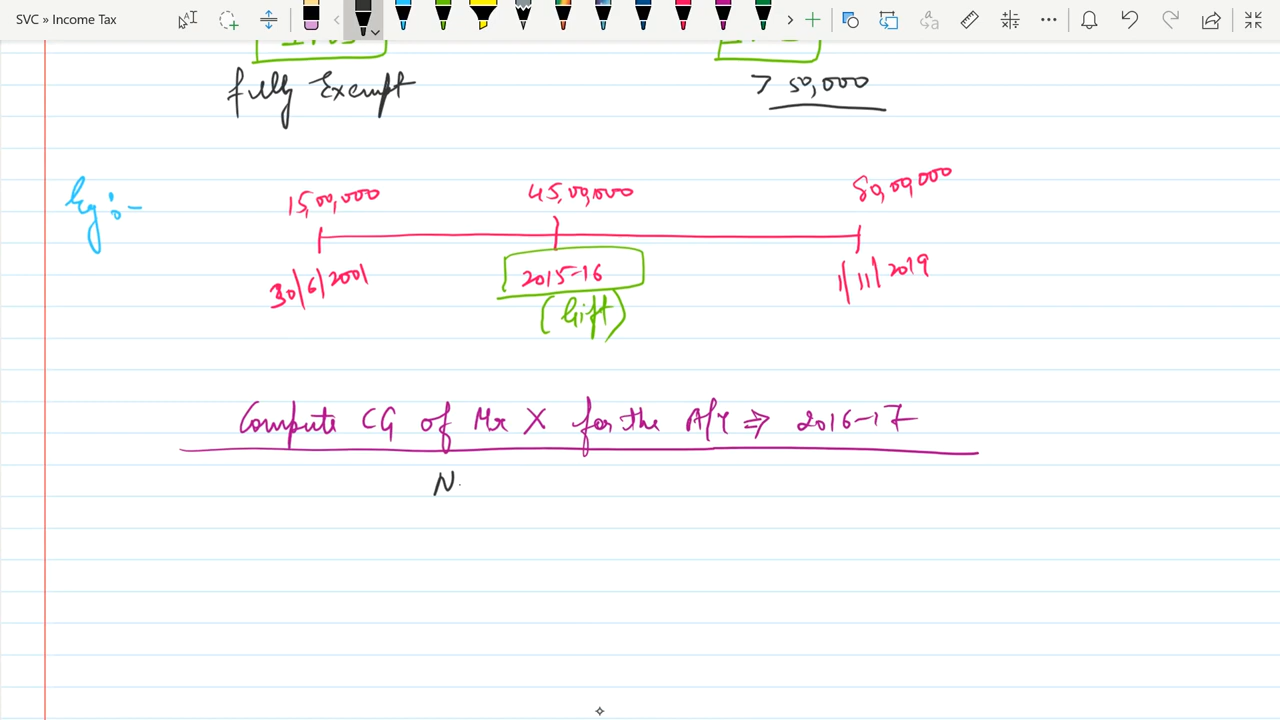 SVC » Income Tax
fully Exempt
> 50,000
Eg :-
15,00,000 45,00,000 80,00,000
30/6/2001 2015-16 1/11/2019
(Gift)
Compute CG of Mr X for the A/Y ⇒ 2016-17
N